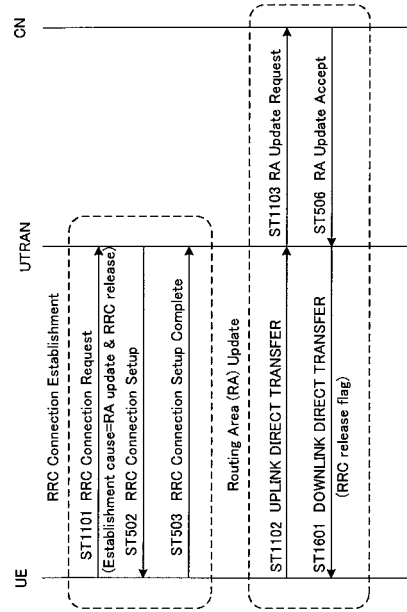 UE
UTRAN
CN
RRC Connection Establishment
ST1101 RRC Connection Request
(Establishment cause=RA update & RRC release)
ST502 RRC Connection Setup
ST503 RRC Connection Setup Complete
Routing Area (RA) Update
ST1102 UPLINK DIRECT TRANSFER
ST1103 RA Update Request
ST1601 DOWNLINK DIRECT TRANSFER
(RRC release flag)
ST506 RA Update Accept